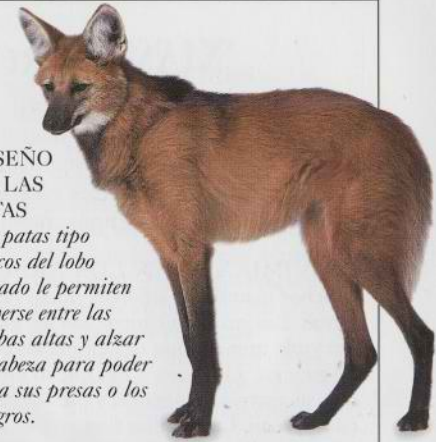 SEÑO
LAS
TAS
patas tipo
cos del lobo
ado le permiten
erse entre las
bas altas y alzar
abeza para poder
a sus presas o los
gros.